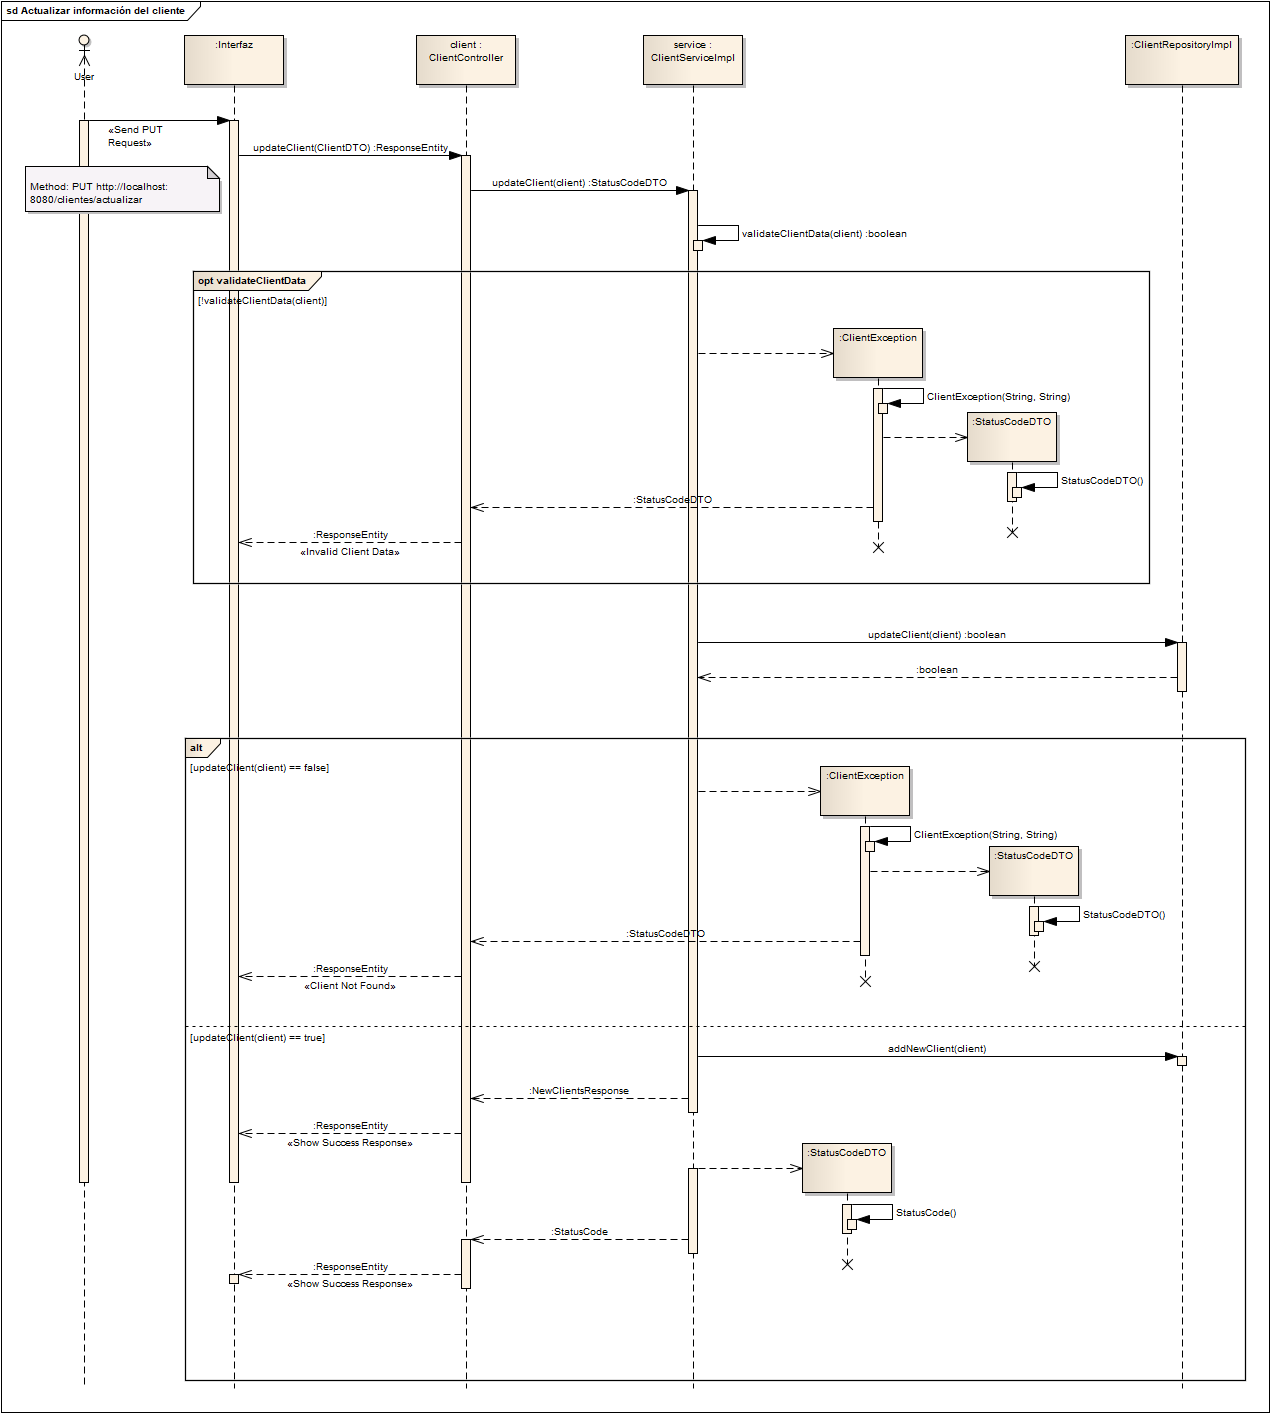 sd Actualizar información del cliente
User
:Interfaz
client :
ClientController
service :
ClientServiceImpl
:ClientRepositoryImpl
«Send PUT
Request»
updateClient(ClientDTO) :ResponseEntity
Method: PUT http://localhost:
8080/clientes/actualizar
updateClient(client) :StatusCodeDTO
validateClientData(client) :boolean
opt validateClientData
[!validateClientData(client)]
:ClientException
ClientException(String, String)
:StatusCodeDTO
StatusCodeDTO()
:StatusCodeDTO
:ResponseEntity
«Invalid Client Data»
updateClient(client) :boolean
:boolean
alt
[updateClient(client) == false]
:ClientException
ClientException(String, String)
:StatusCodeDTO
StatusCodeDTO()
:StatusCodeDTO
:ResponseEntity
«Client Not Found»
[updateClient(client) == true]
addNewClient(client)
:NewClientsResponse
:ResponseEntity
«Show Success Response»
:StatusCodeDTO
StatusCode()
:StatusCode
:ResponseEntity
«Show Success Response»